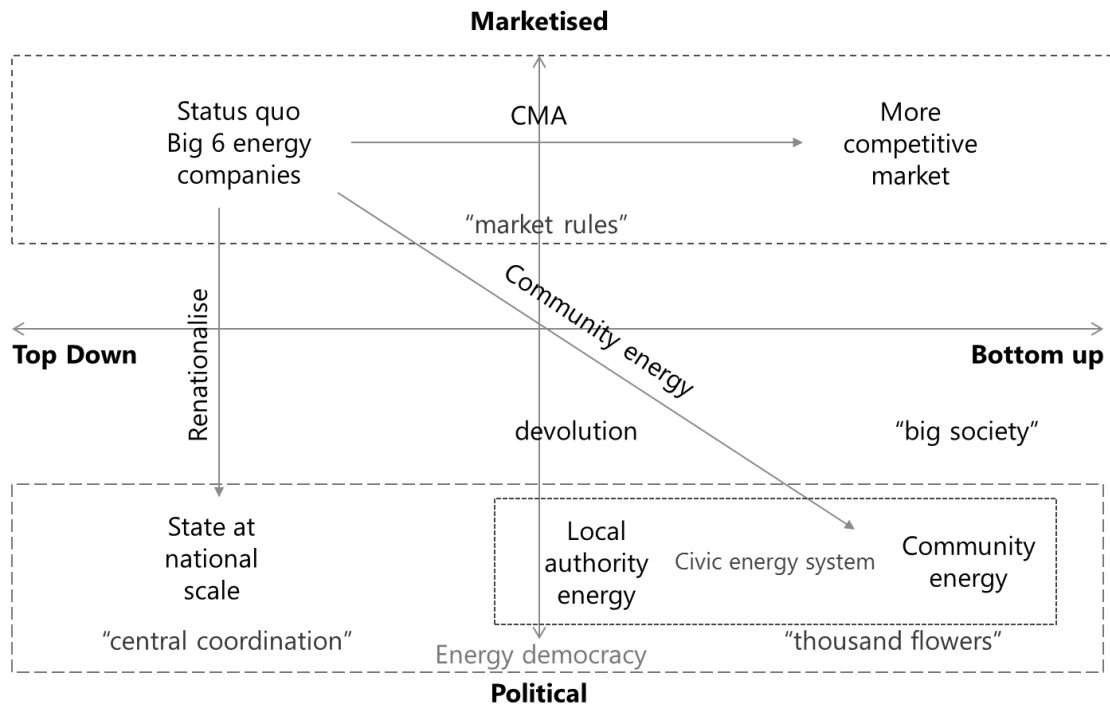 Marketised
Status quo
Big 6 energy
companies
CMA
More
competitive
market
“market rules”
Community energy
Renationalise
Top Down
Bottom up
devolution
“big society”
State at
national
scale
Local
authority
energy
Civic energy system
Community
energy
“central coordination”
“thousand flowers”
Energy democracy
Political